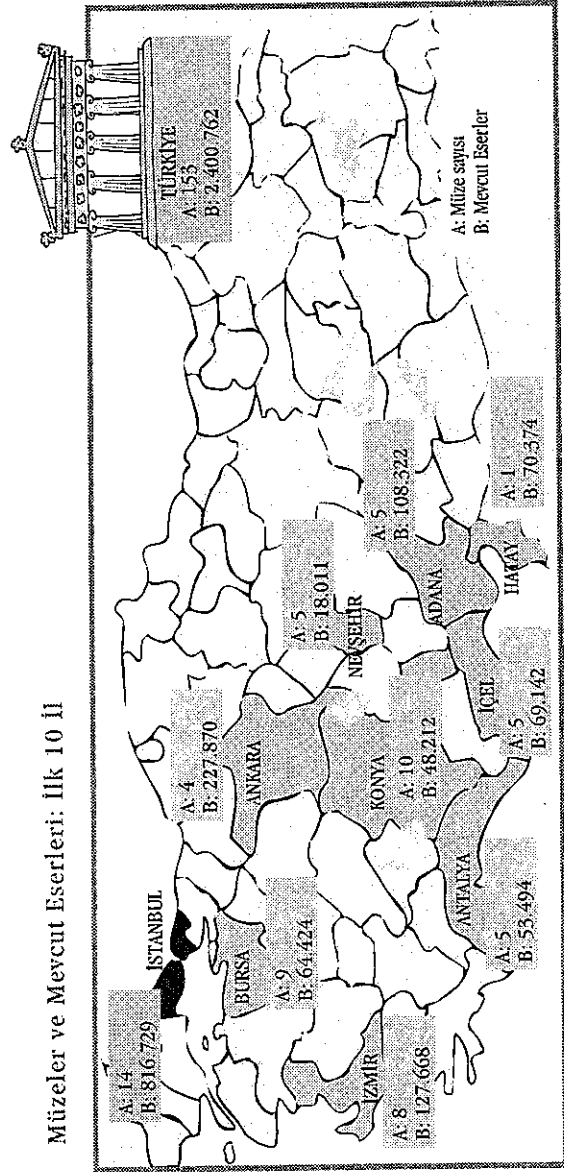 Müzeler ve Mevcut Eserleri: İlk 10 İl
A: 14
B: 816.729
İSTANBUL
BURSA
A: 9
B: 64.424
İZMİR
A: 8
B: 127.668
A: 4
B: 227.870
ANKARA
KONYA
A: 10
B: 48.212
ANTALYA
A: 5
B: 53.494
A: 5
B: 18.011
NEVŞEHİR
İÇEL
A: 5
B: 69.142
A: 5
B: 108.322
ADANA
HATAY
A: 1
B: 70.374
TÜRKİYE
A: 153
B: 2.400.762
A: Müze sayısı
B: Mevcut Eserler